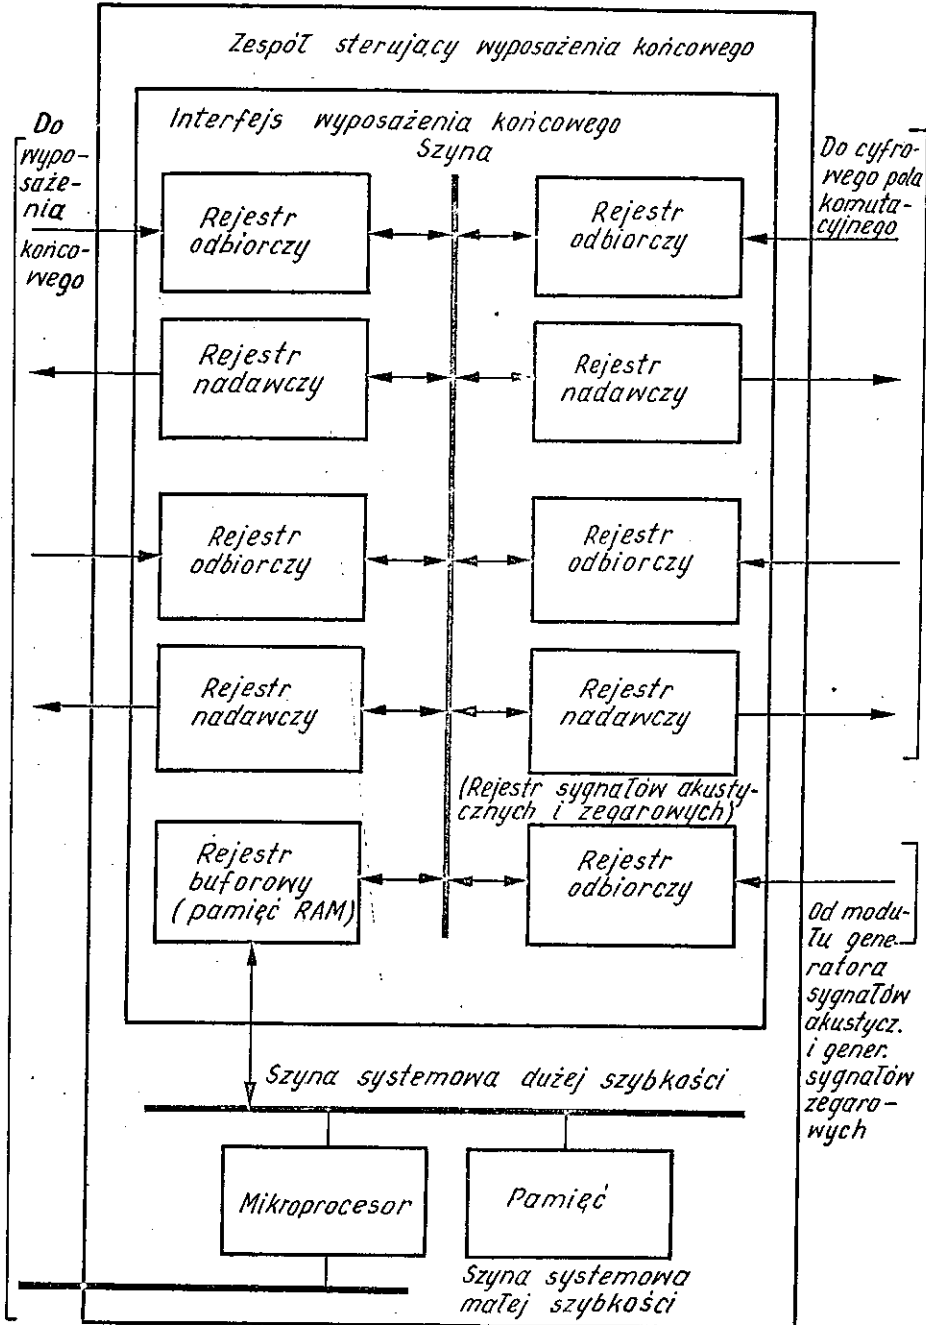 Zespół sterujący wyposażenia końcowego
Interfejs wyposażenia końcowego
Szyna
Do
wypo-
saże-
nia
końco-
wego
Do cyfro-
wego pola
komuta-
cyjnego
Rejestr
odbiorczy
Rejestr
odbiorczy
Rejestr
nadawczy
Rejestr
nadawczy
Rejestr
odbiorczy
Rejestr
odbiorczy
Rejestr
nadawczy
Rejestr
nadawczy
(Rejestr sygnałów akusty-
cznych i zegarowych)
Rejestr
buforowy
(pamięć RAM)
Rejestr
odbiorczy
Od modu-
łu gene-
ratora
sygnałów
akustycz.
i gener.
sygnałów
zegaro-
wych
Szyna systemowa dużej szybkości
Mikroprocesor
Pamięć
Szyna systemowa
małej szybkości